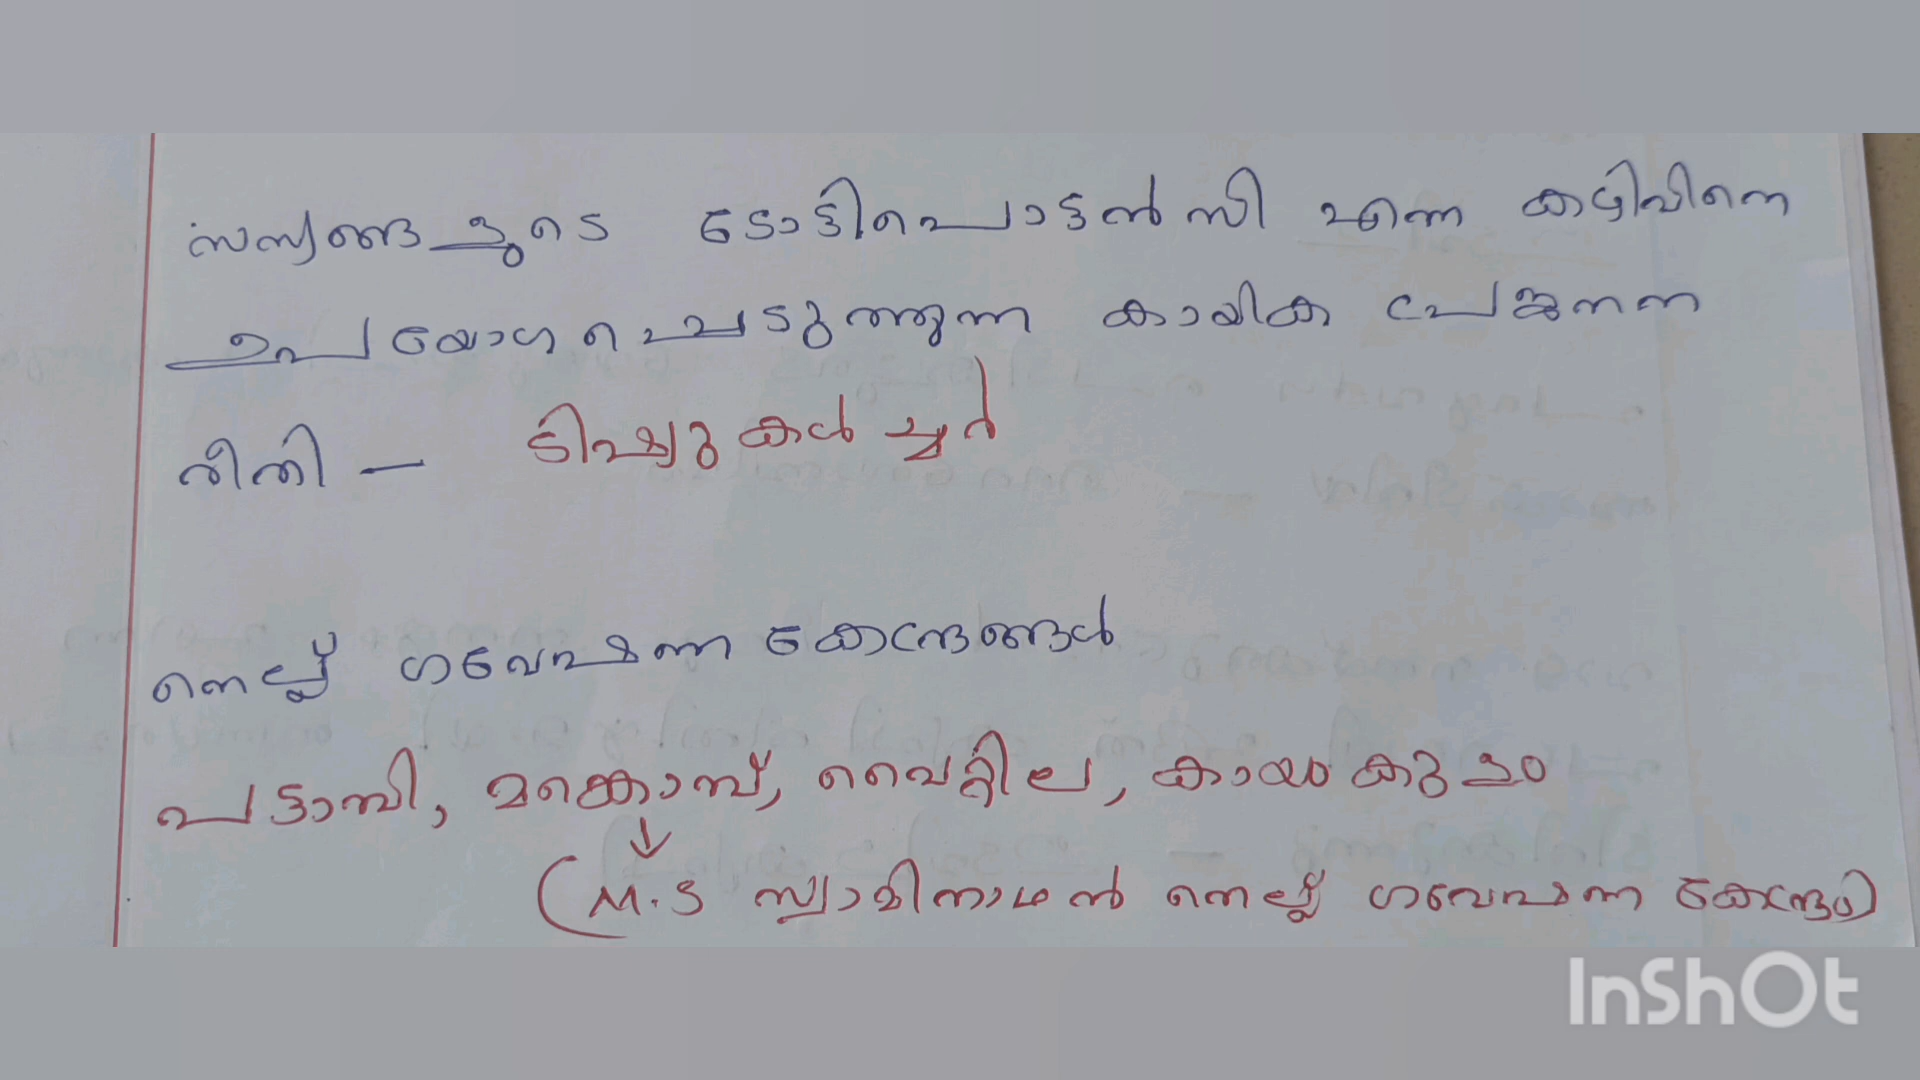 സസ്യങ്ങളുടെ ടോട്ടിപൊട്ടൻസി എന്ന കഴിവിനെ
ഉപയോഗപ്പെടുത്തുന്ന കായിക പ്രജനന
രീതി - ടിഷ്യുകൾച്ചർ
നെല്ല് ഗവേഷണ കേന്ദ്രങ്ങൾ
പട്ടാമ്പി, മങ്കൊമ്പ്, വൈറ്റില, കായംകുളം
(M.S സ്വാമിനാഥൻ നെല്ല് ഗവേഷണ കേന്ദ്രം)
InShOt